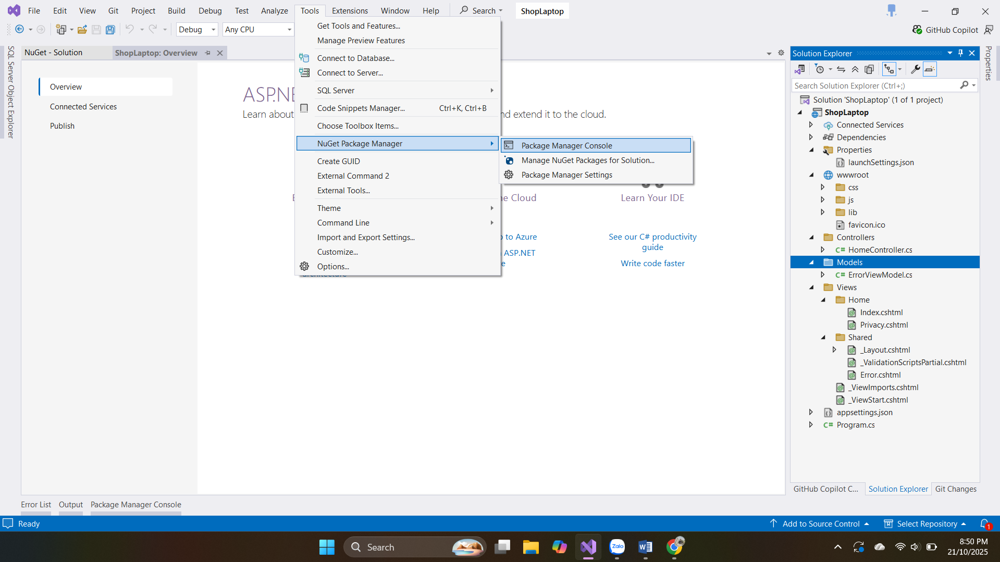 File Edit View Git Project Build Debug Test Analyze Tools Extensions Window Help Search ShopLaptop
Debug Any CPU GitHub Copilot
SQL Server Object Explorer
NuGet - Solution ShopLaptop: Overview
Overview
Connected Services
Publish
ASP.NE
Learn about nd extend it to the cloud.
Get Tools and Features...
Manage Preview Features
Connect to Database...
Connect to Server...
SQL Server
Code Snippets Manager... Ctrl+K, Ctrl+B
Choose Toolbox Items...
NuGet Package Manager
Create GUID
External Command 2
External Tools...
Theme
Command Line
Import and Export Settings...
Customize...
Options...
architecture
Package Manager Console
Manage NuGet Packages for Solution...
Package Manager Settings
he Cloud
to Azure
ASP.NET
Learn Your IDE
See our C# productivity
guide
Write code faster
Solution Explorer
Search Solution Explorer (Ctrl+;)
Solution 'ShopLaptop' (1 of 1 project)
ShopLaptop
Connected Services
Dependencies
Properties
launchSettings.json
wwwroot
css
js
lib
favicon.ico
Controllers
C# HomeController.cs
Models
C# ErrorViewModel.cs
Views
Home
Index.cshtml
Privacy.cshtml
Shared
_Layout.cshtml
_ValidationScriptsPartial.cshtml
Error.cshtml
_ViewImports.cshtml
_ViewStart.cshtml
appsettings.json
C# Program.cs
GitHub Copilot C... Solution Explorer Git Changes
Properties
Error List Output Package Manager Console
Ready Add to Source Control Select Repository 1
Search Zalo 8:50 PM
21/10/2025